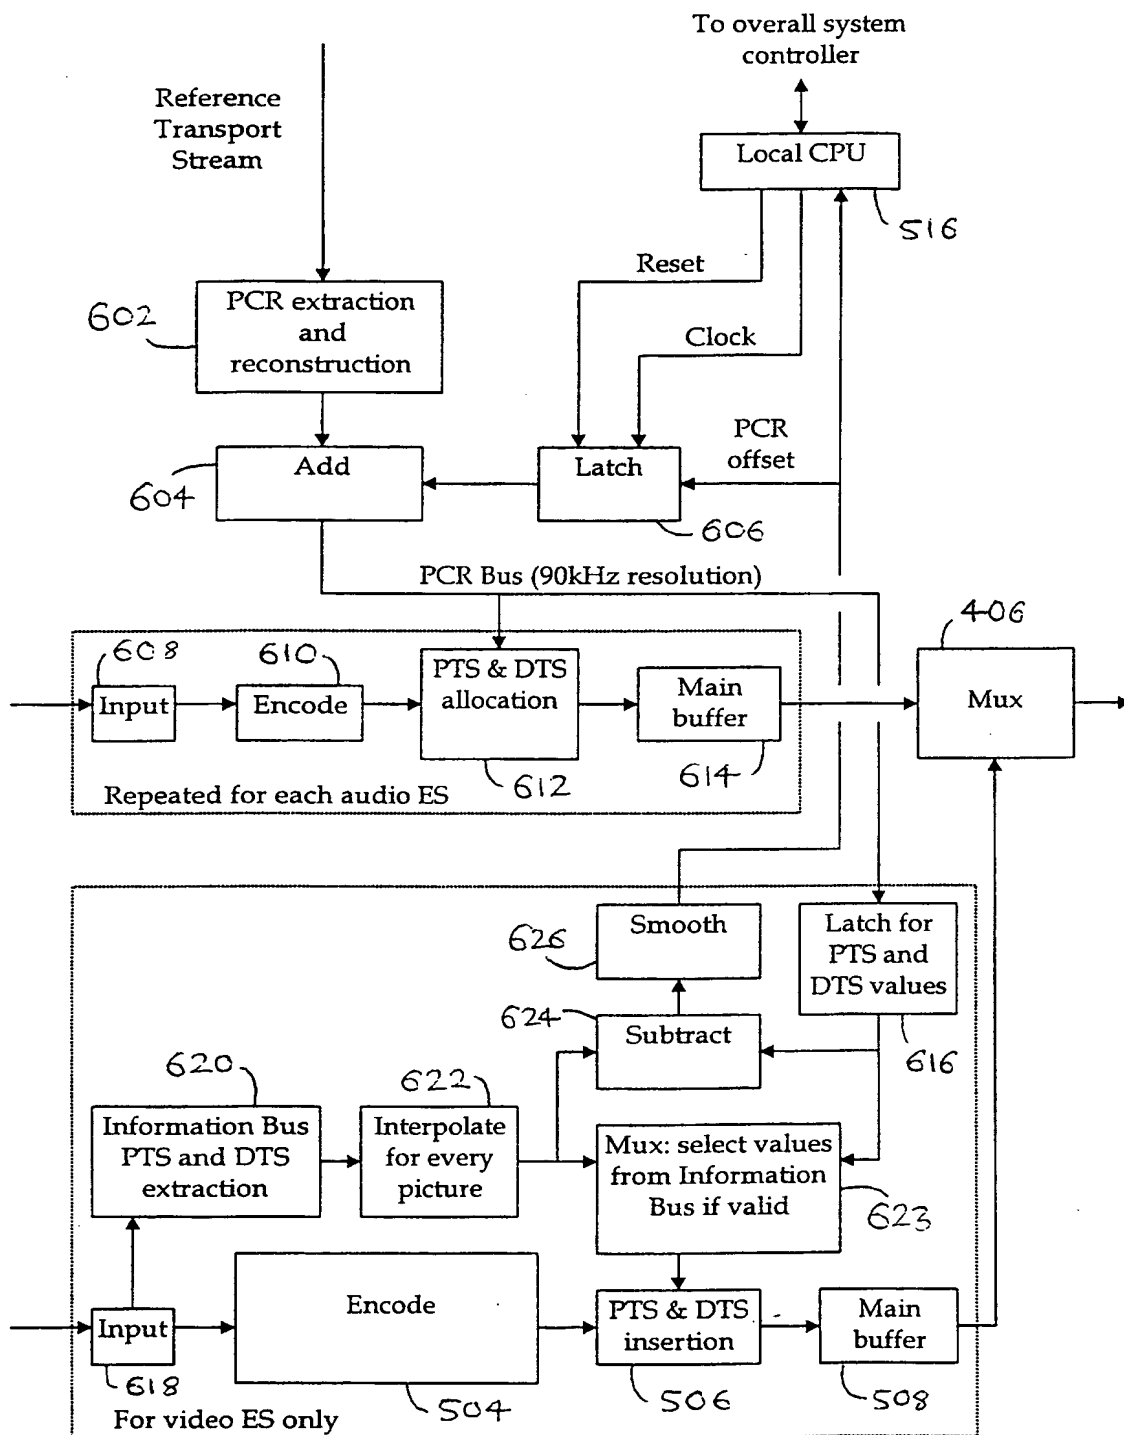 To overall system
controller
Reference
Transport
Stream
Local CPU
516
Reset
602
PCR extraction
and
reconstruction
Clock
PCR
offset
Add
604
Latch
606
PCR Bus (90kHz resolution)
406
608
610
Input
Encode
PTS & DTS
allocation
Main
buffer
Mux
612
614
Repeated for each audio ES
626
Smooth
Latch for
PTS and
DTS values
624
Subtract
616
620
622
Information Bus
PTS and DTS
extraction
Interpolate
for every
picture
Mux: select values
from Information
Bus if valid
623
Encode
PTS & DTS
insertion
Main
buffer
Input
618
504
506
508
For video ES only